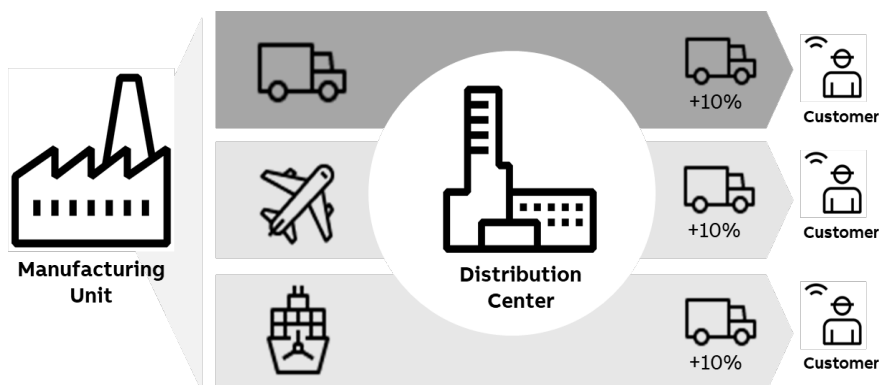 +10%
Customer
+10%
Customer
Manufacturing
Unit
Distribution
Center
+10%
Customer